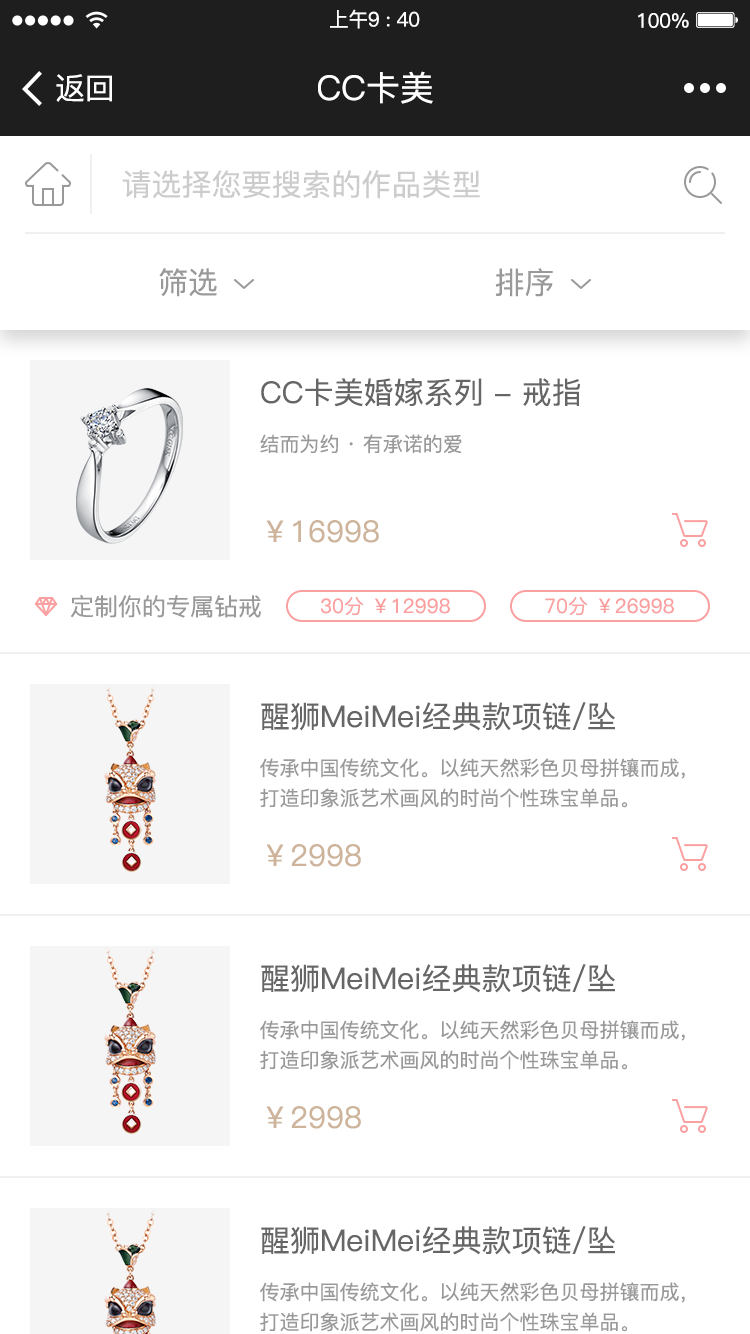 上午9 : 40
100%
返回
CC卡美
请选择您要搜索的作品类型
筛选
排序
CC卡美婚嫁系列 – 戒指
结而为约 · 有承诺的爱
￥16998
定制你的专属钻戒
30分 ￥12998
70分 ￥26998
醒狮MeiMei经典款项链/坠
传承中国传统文化。以纯天然彩色贝母拼镶而成，
打造印象派艺术画风的时尚个性珠宝单品。
￥2998
醒狮MeiMei经典款项链/坠
传承中国传统文化。以纯天然彩色贝母拼镶而成，
打造印象派艺术画风的时尚个性珠宝单品。
￥2998
醒狮MeiMei经典款项链/坠
传承中国传统文化。以纯天然彩色贝母拼镶而成，
打造印象派艺术画风的时尚个性珠宝单品。